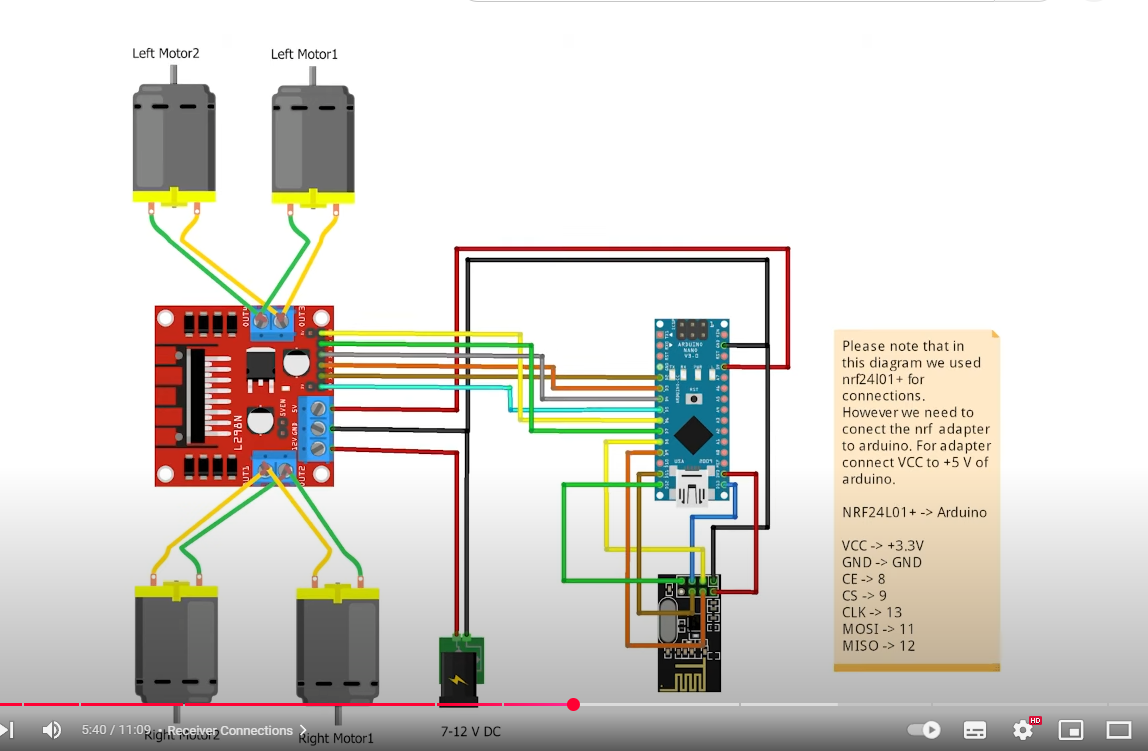 Left Motor2
Left Motor1
OUT4
OUT3
L298N
5VEN
5V
12V GND
OUT1
OUT2
ARDUINO
NANO
V3.0
RST
USA
2009
Please note that in
this diagram we used
nrf24l01+ for
connections.
However we need to
conect the nrf adapter
to arduino. For adapter
connect VCC to +5 V of
arduino.
NRF24L01+ -> Arduino
VCC -> +3.3V
GND -> GND
CE -> 8
CS -> 9
CLK -> 13
MOSI -> 11
MISO -> 12
5:40 / 11:09 • Receiver Connections
HD
Right Motor2
Right Motor1
7-12 V DC